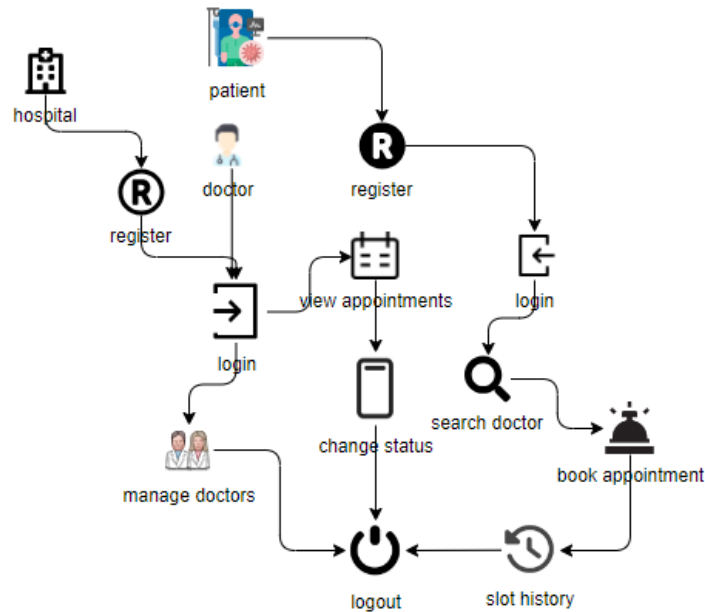 patient
hospital
doctor
R
register
R
register
view appointments
login
login
search doctor
change status
book appointment
manage doctors
logout
slot history